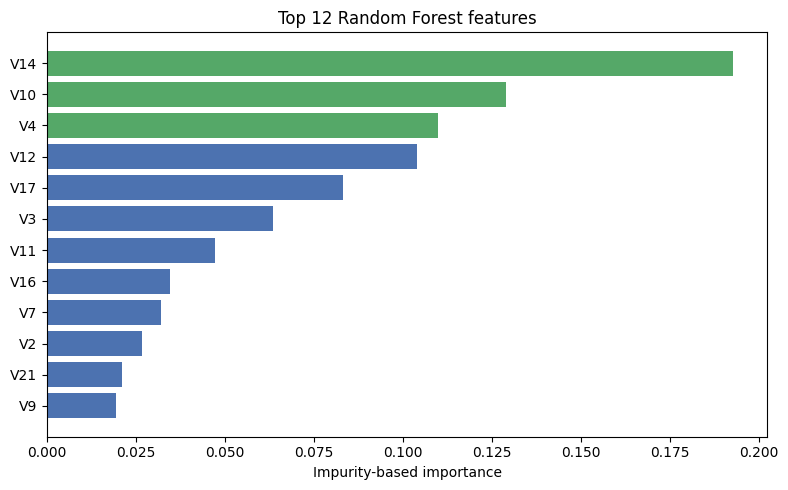 Top 12 Random Forest features
V14
V10
V4
V12
V17
V3
V11
V16
V7
V2
V21
V9
0.000 0.025 0.050 0.075 0.100 0.125 0.150 0.175 0.200
Impurity-based importance